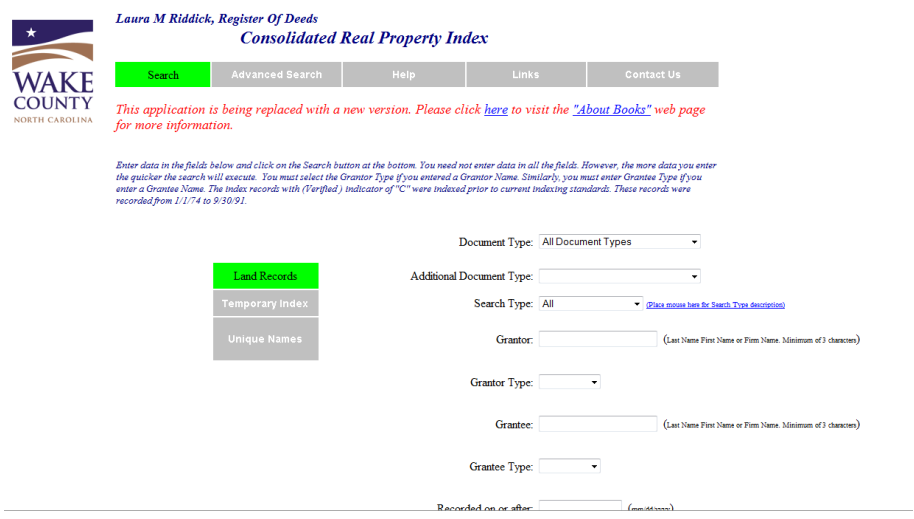 Laura M Riddick, Register Of Deeds
Consolidated Real Property Index
WAKE
COUNTY
NORTH CAROLINA
Search
Advanced Search
Help
Links
Contact Us
This application is being replaced with a new version. Please click here to visit the "About Books" web page
for more information.
Enter data in the fields below and click on the Search button at the bottom. You need not enter data in all the fields. However, the more data you enter
the quicker the search will execute. You must select the Grantor Type if you entered a Grantor Name. Similarly, you must enter Grantee Type if you
enter a Grantee Name. The index records with (Verified ) indicator of "C" were indexed prior to current indexing standards. These records were
recorded from 1/1/74 to 9/30/91.
Document Type: All Document Types
Land Records
Temporary Index
Unique Names
Additional Document Type:
Search Type: All (Place mouse here for Search Type description)
Grantor: (Last Name First Name or Firm Name. Minimum of 3 characters)
Grantor Type:
Grantee: (Last Name First Name or Firm Name. Minimum of 3 characters)
Grantee Type:
Recorded on or after: (mm/dd/yyyy)